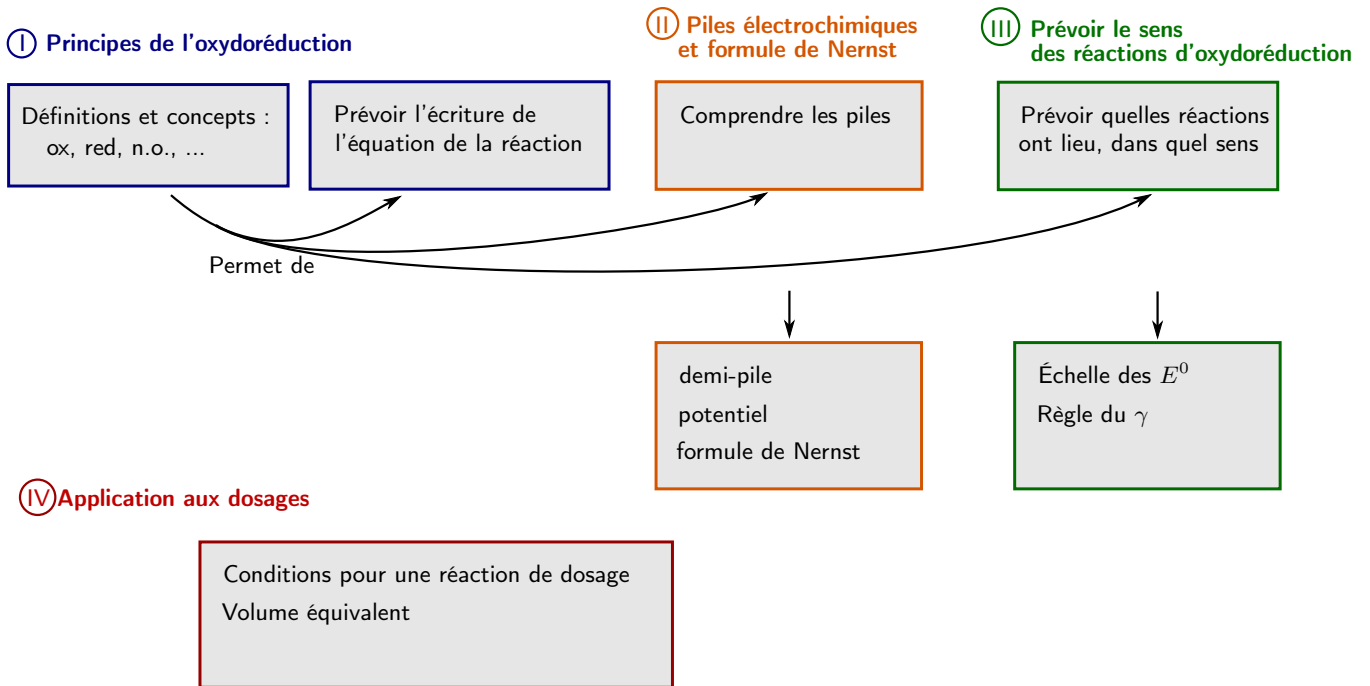 I Principes de l'oxydoréduction
Définitions et concepts :
ox, red, n.o., ...
Prévoir l'écriture de
l'équation de la réaction
Permet de
II Piles électrochimiques
et formule de Nernst
Comprendre les piles
demi-pile
potentiel
formule de Nernst
III Prévoir le sens
des réactions d'oxydoréduction
Prévoir quelles réactions
ont lieu, dans quel sens
Échelle des E⁰
Règle du γ
IV Application aux dosages
Conditions pour une réaction de dosage
Volume équivalent